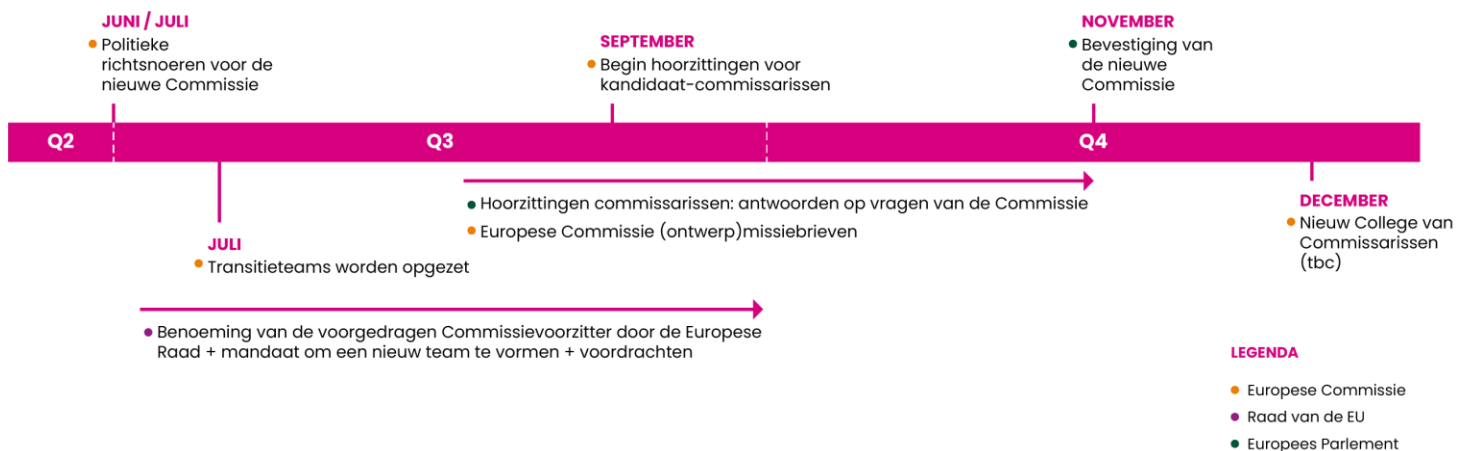 JUNI / JULI
Politieke
richtsnoeren voor de
nieuwe Commissie
SEPTEMBER
Begin hoorzittingen voor
kandidaat-commissarissen
NOVEMBER
Bevestiging van
de nieuwe
Commissie
Q2
Q3
Q4
Hoorzittingen commissarissen: antwoorden op vragen van de Commissie
Europese Commissie (ontwerp)missiebrieven
JULI
Transitieteams worden opgezet
DECEMBER
Nieuw College van
Commissarissen
(tbc)
Benoeming van de voorgedragen Commissievoorzitter door de Europese
Raad + mandaat om een nieuw team te vormen + voordrachten
LEGENDA
Europese Commissie
Raad van de EU
Europees Parlement